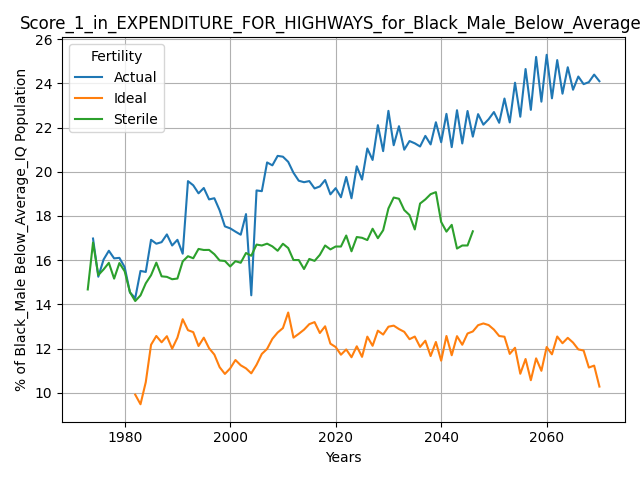 Score_1_in_EXPENDITURE_FOR_HIGHWAYS_for_Black_Male_Below_Average
% of Black_Male Below_Average_IQ Population
26
24
22
20
18
16
14
12
10
Fertility
Actual
Ideal
Sterile
1980 2000 2020 2040 2060
Years